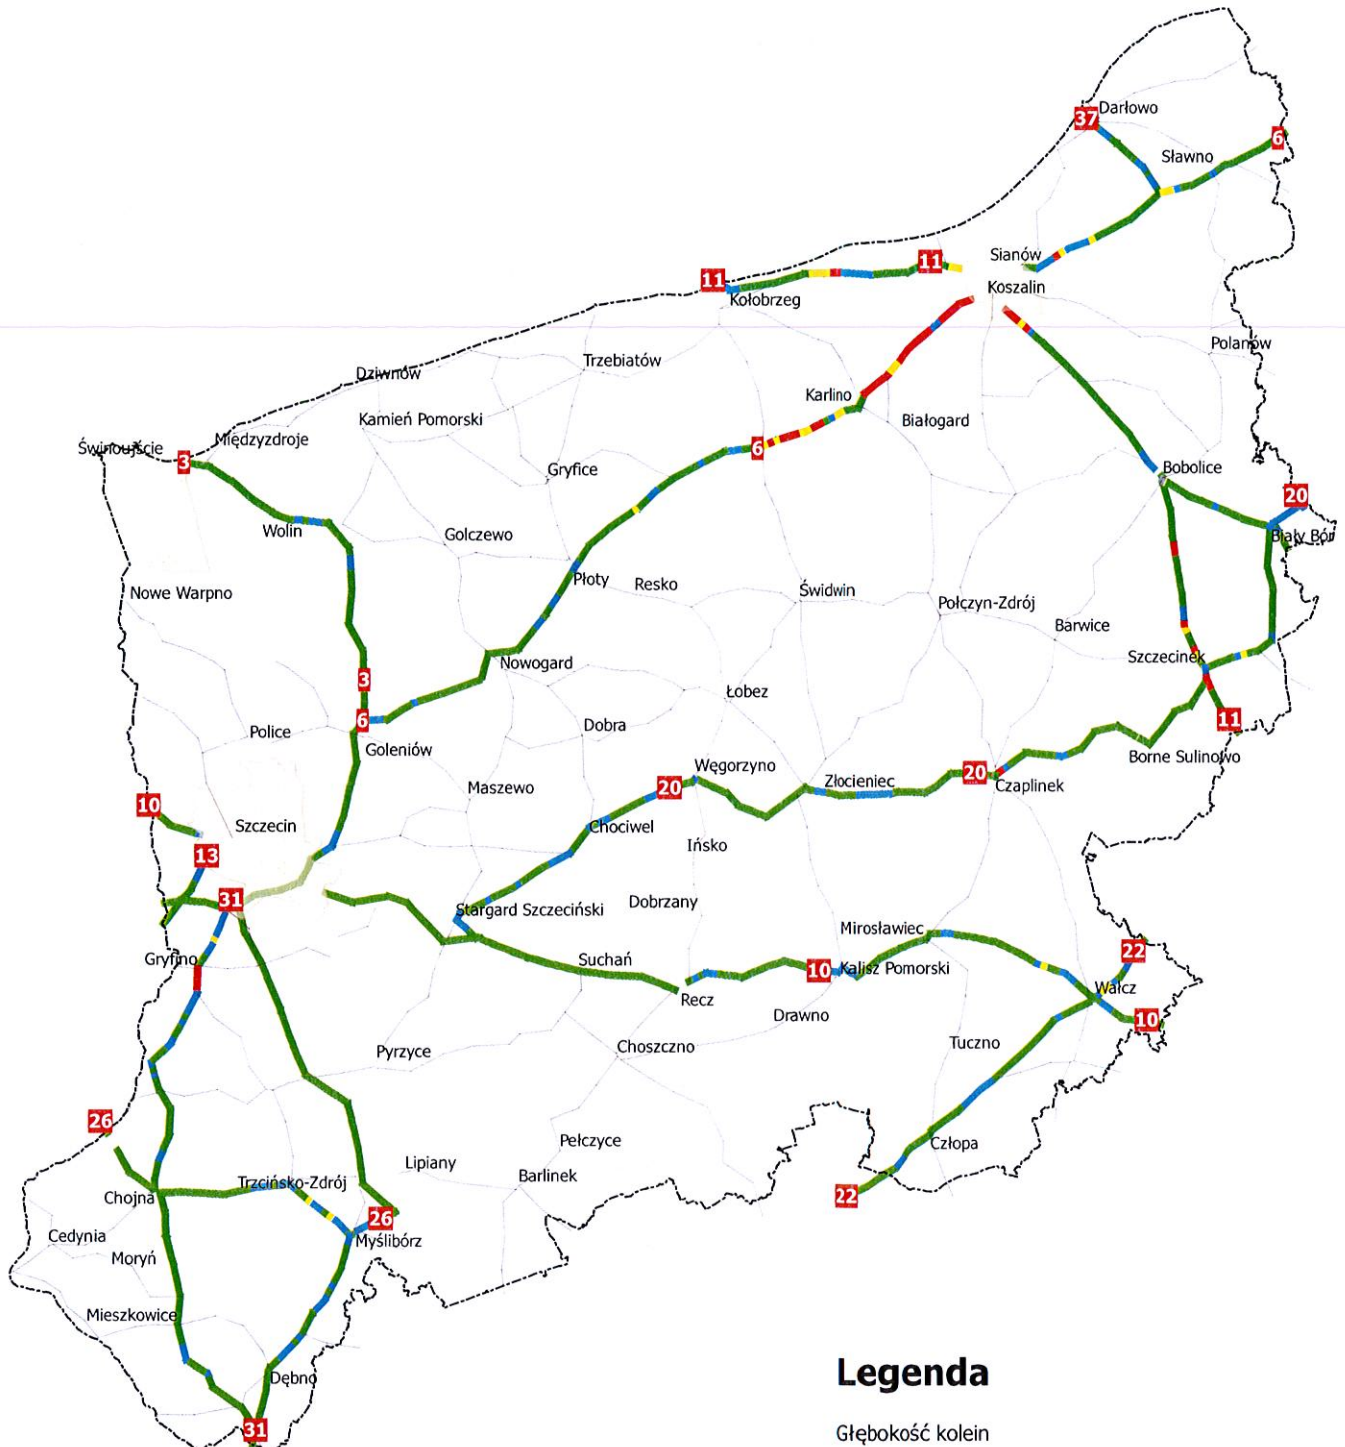 Darłowo
37
6
Sławno
Sianów
11
11
Koszalin
Kołobrzeg
Polanów
Trzebiatów
Dziwnów
Karlino
Kamień Pomorski
Białogard
Międzyzdroje
Świnoujście
3
6
Gryfice
Bobolice
20
Wolin
Golczewo
Biały Bór
Płoty
Resko
Nowe Warpno
Świdwin
Połczyn-Zdrój
Barwice
Szczecinek
Nowogard
3
Łobez
6
11
Dobra
Police
Goleniów
Borne Sulinowo
Węgorzyno
20
Złocieniec
20
Czaplinek
Maszewo
10
Szczecin
Chociwel
Ińsko
13
31
Dobrzany
Stargard Szczeciński
Mirosławiec
22
Gryfino
Suchań
10
Kalisz Pomorski
Wałcz
Recz
Drawno
10
Tuczno
Choszczno
Pyrzyce
26
Pełczyce
Człopa
Lipiany
Barlinek
Trzcińsko-Zdrój
22
Chojna
26
Cedynia
Myślibórz
Moryń
Mieszkowice
Dębno
31
Legenda
Głębokość kolein